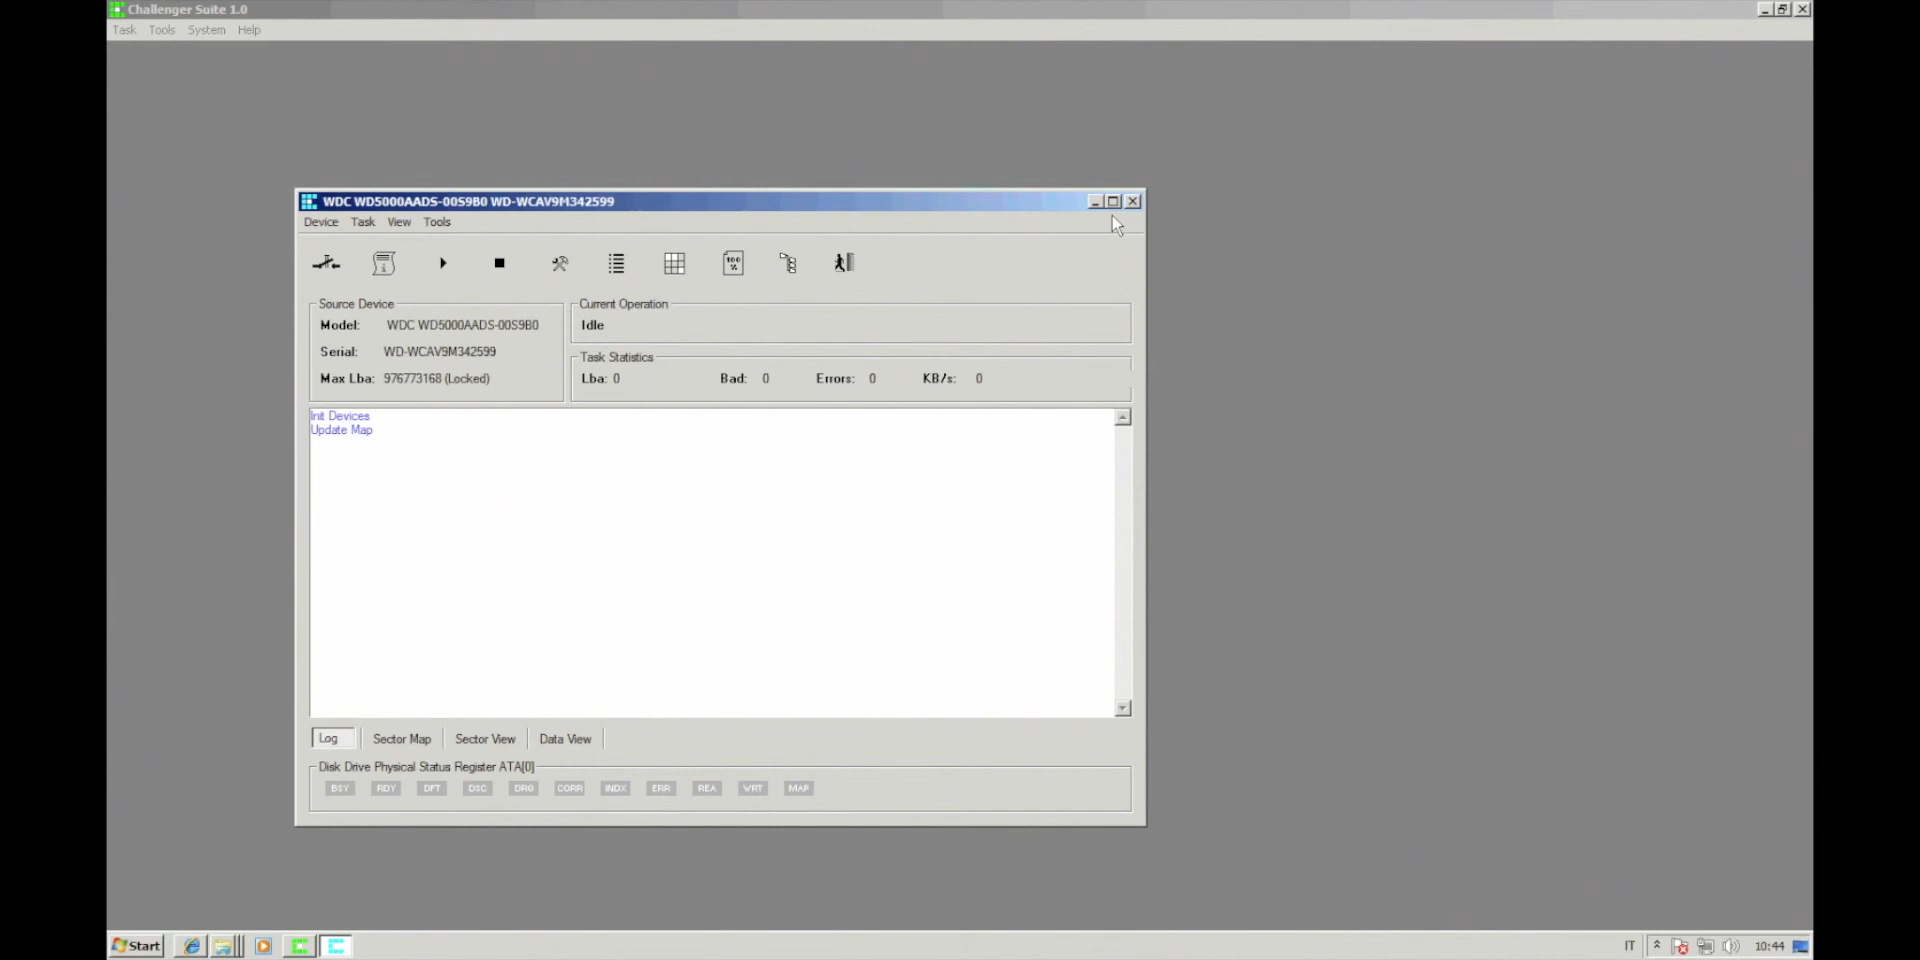 Challenger Suite 1.0
Task Tools System Help
WDC WD5000AADS-00S9B0 WD-WCAV9M342599
Device Task View Tools
100
%
Source Device
Current Operation
Model: WDC WD5000AADS-00S9B0
Idle
Serial: WD-WCAV9M342599
Task Statistics
Max Lba: 976773168 (Locked)
Lba: 0 Bad: 0 Errors: 0 KB/s: 0
Init Devices
Update Map
Log Sector Map Sector View Data View
Disk Drive Physical Status Register ATA[0]
BSY RDY DFT DSC DRQ CORR INDX ERR REA WRT MAP
Start IT 10:44